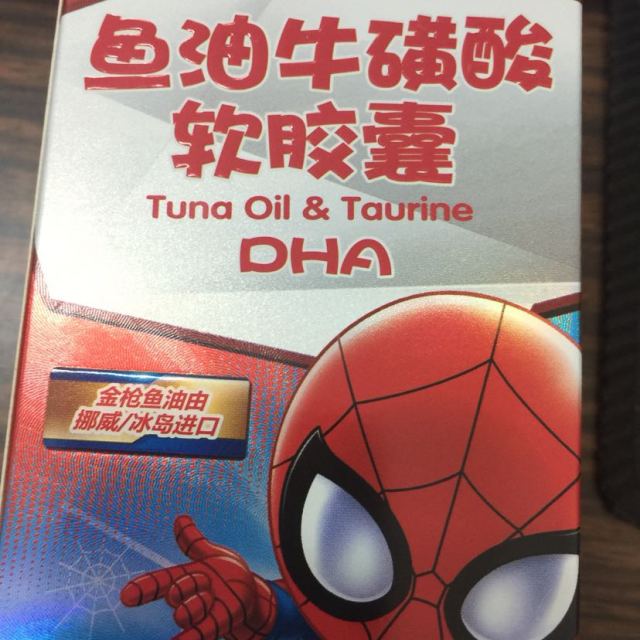 鱼油牛磺酸
软胶囊
Tuna Oil & Taurine
DHA
金枪鱼油由
挪威/冰岛进口